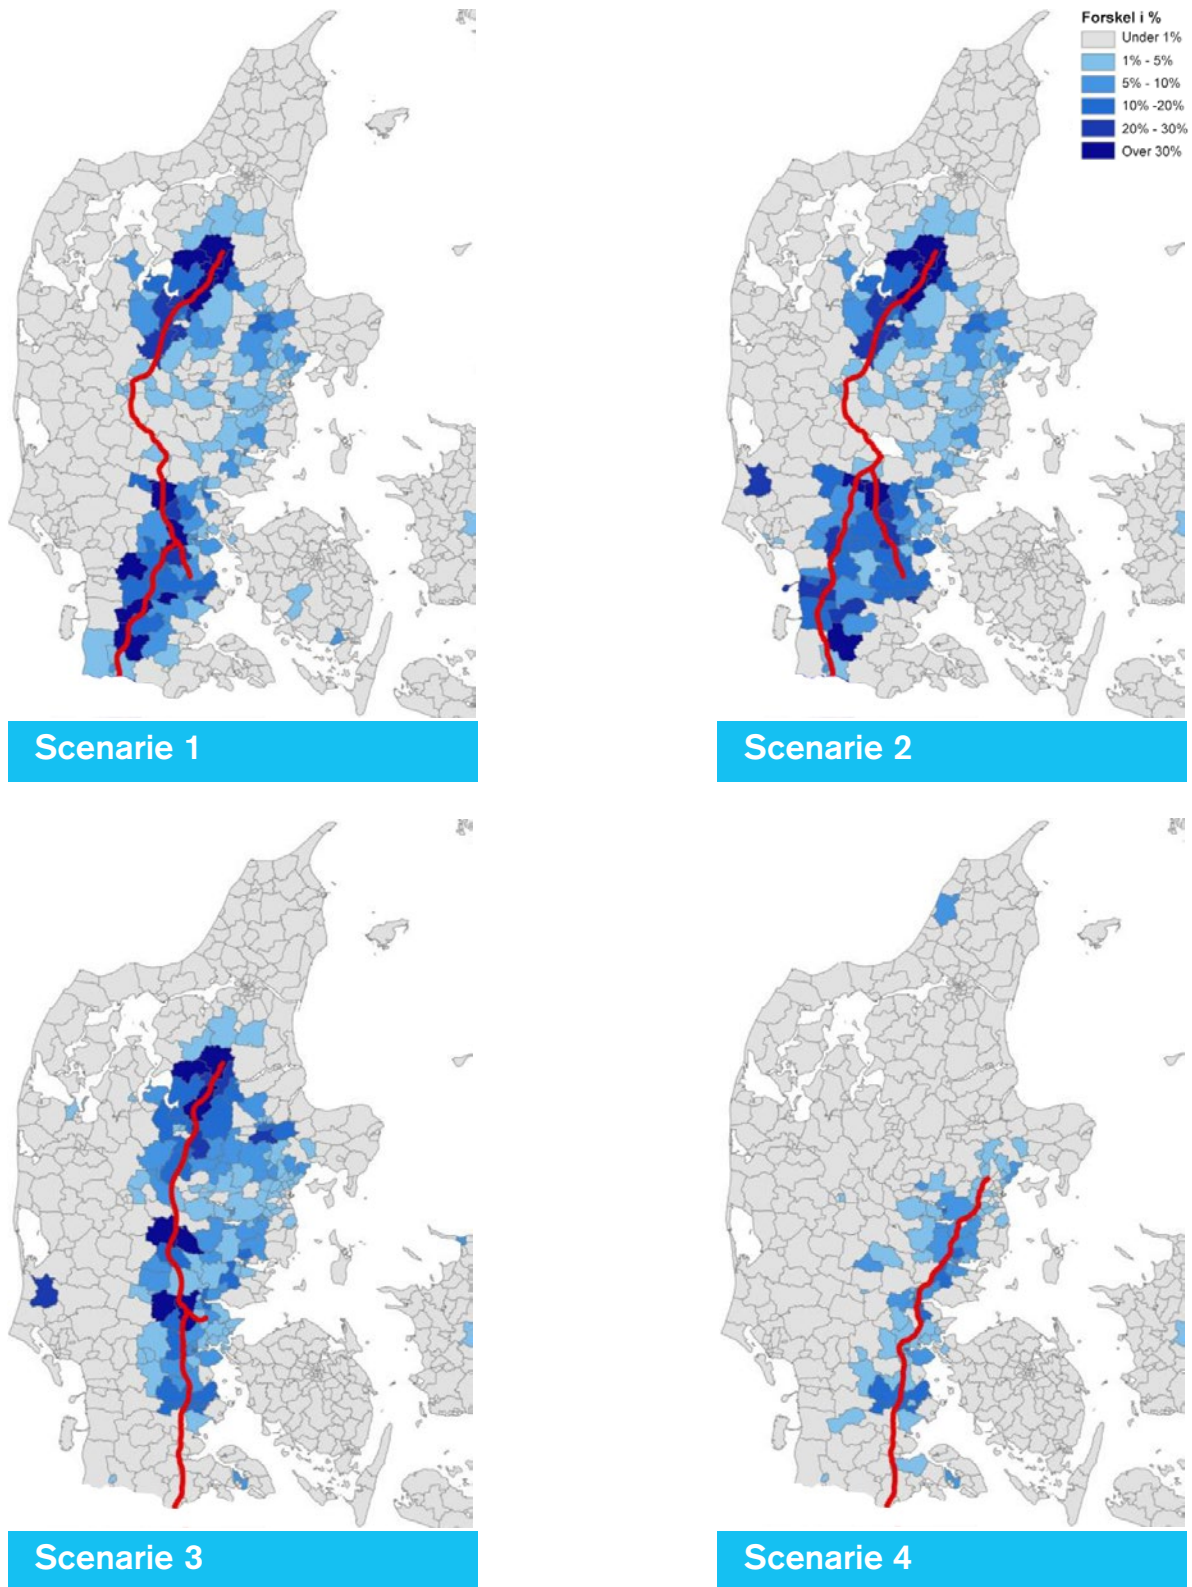 Forskel i %
Under 1%
1% - 5%
5% - 10%
10% -20%
20% - 30%
Over 30%
Scenarie 1
Scenarie 2
Scenarie 3
Scenarie 4